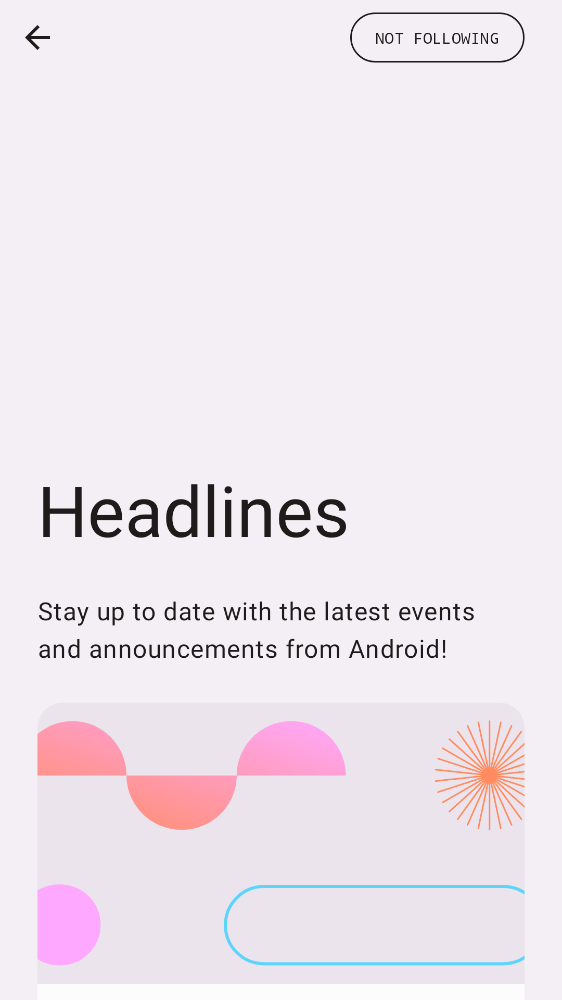 NOT FOLLOWING
Headlines
Stay up to date with the latest events
and announcements from Android!